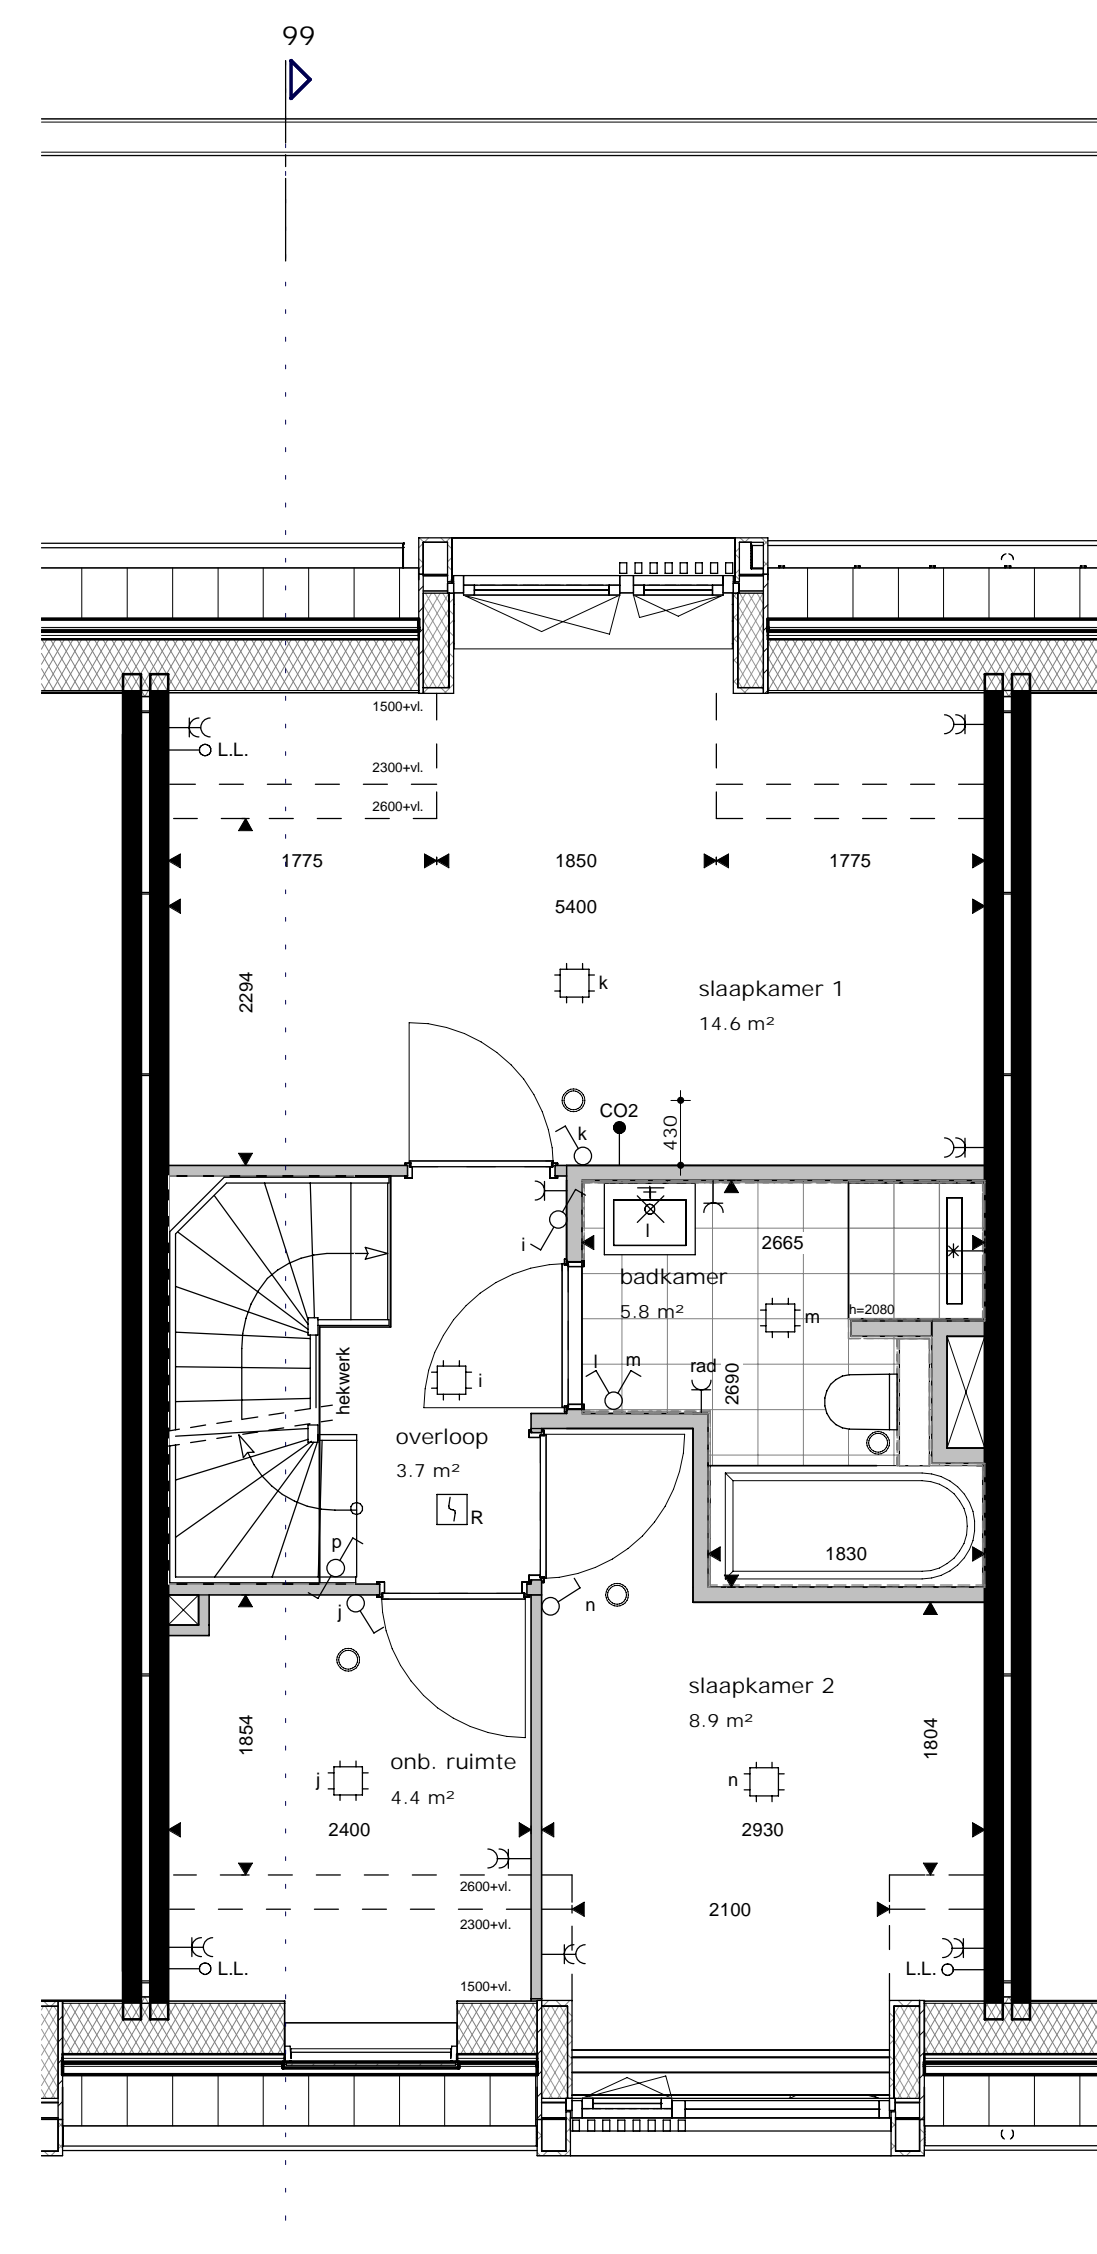 99
1500+vl.
L.L.
2300+vl.
2600+vl.
1775
1850
1775
5400
2294
k
slaapkamer 1
14.6 m²
CO2
430
k
i
l
2665
badkamer
5.8 m²
h=2080
m
hekwerk
l
m
rad
2690
i
overloop
3.7 m²
R
p
1830
j
n
slaapkamer 2
8.9 m²
1854
1804
onb. ruimte
j
4.4 m²
n
2400
2930
2600+vl.
2100
2300+vl.
L.L.
L.L.
1500+vl.